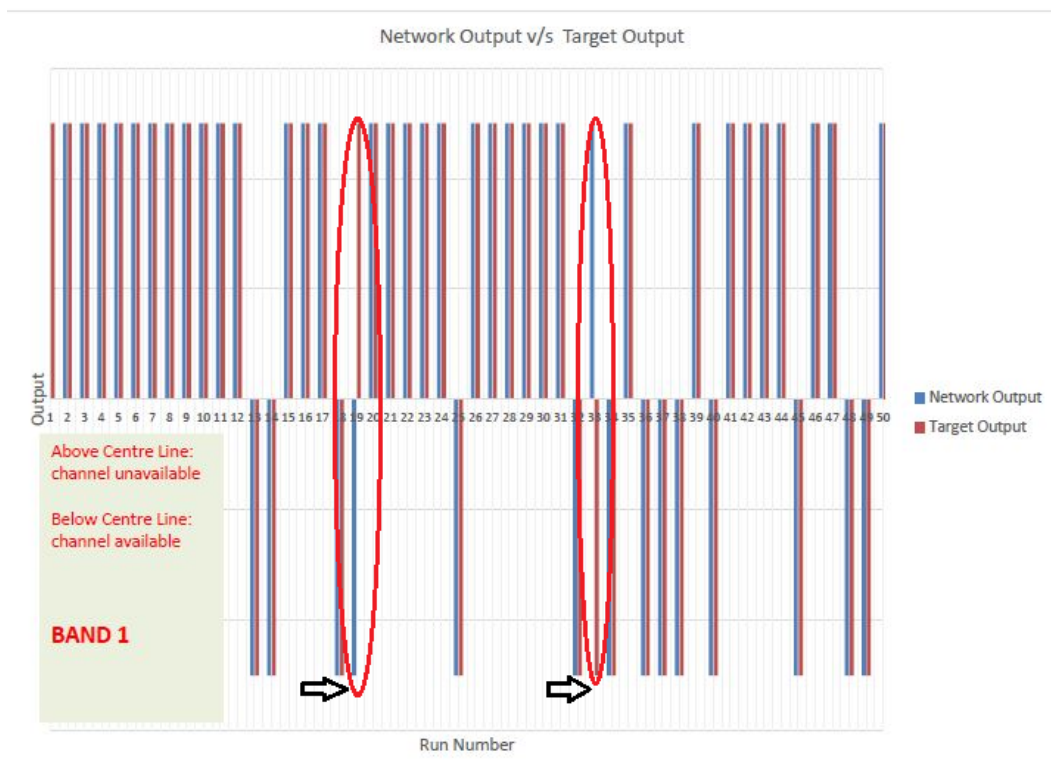 Network Output v/s Target Output
Output
1 2 3 4 5 6 7 8 9 10 11 12 13 14 15 16 17 18 19 20 21 22 23 24 25 26 27 28 29 30 31 32 33 34 35 36 37 38 39 40 41 42 43 44 45 46 47 48 49 50
Network Output
Target Output
Above Centre Line:
channel unavailable
Below Centre Line:
channel available
BAND 1
Run Number